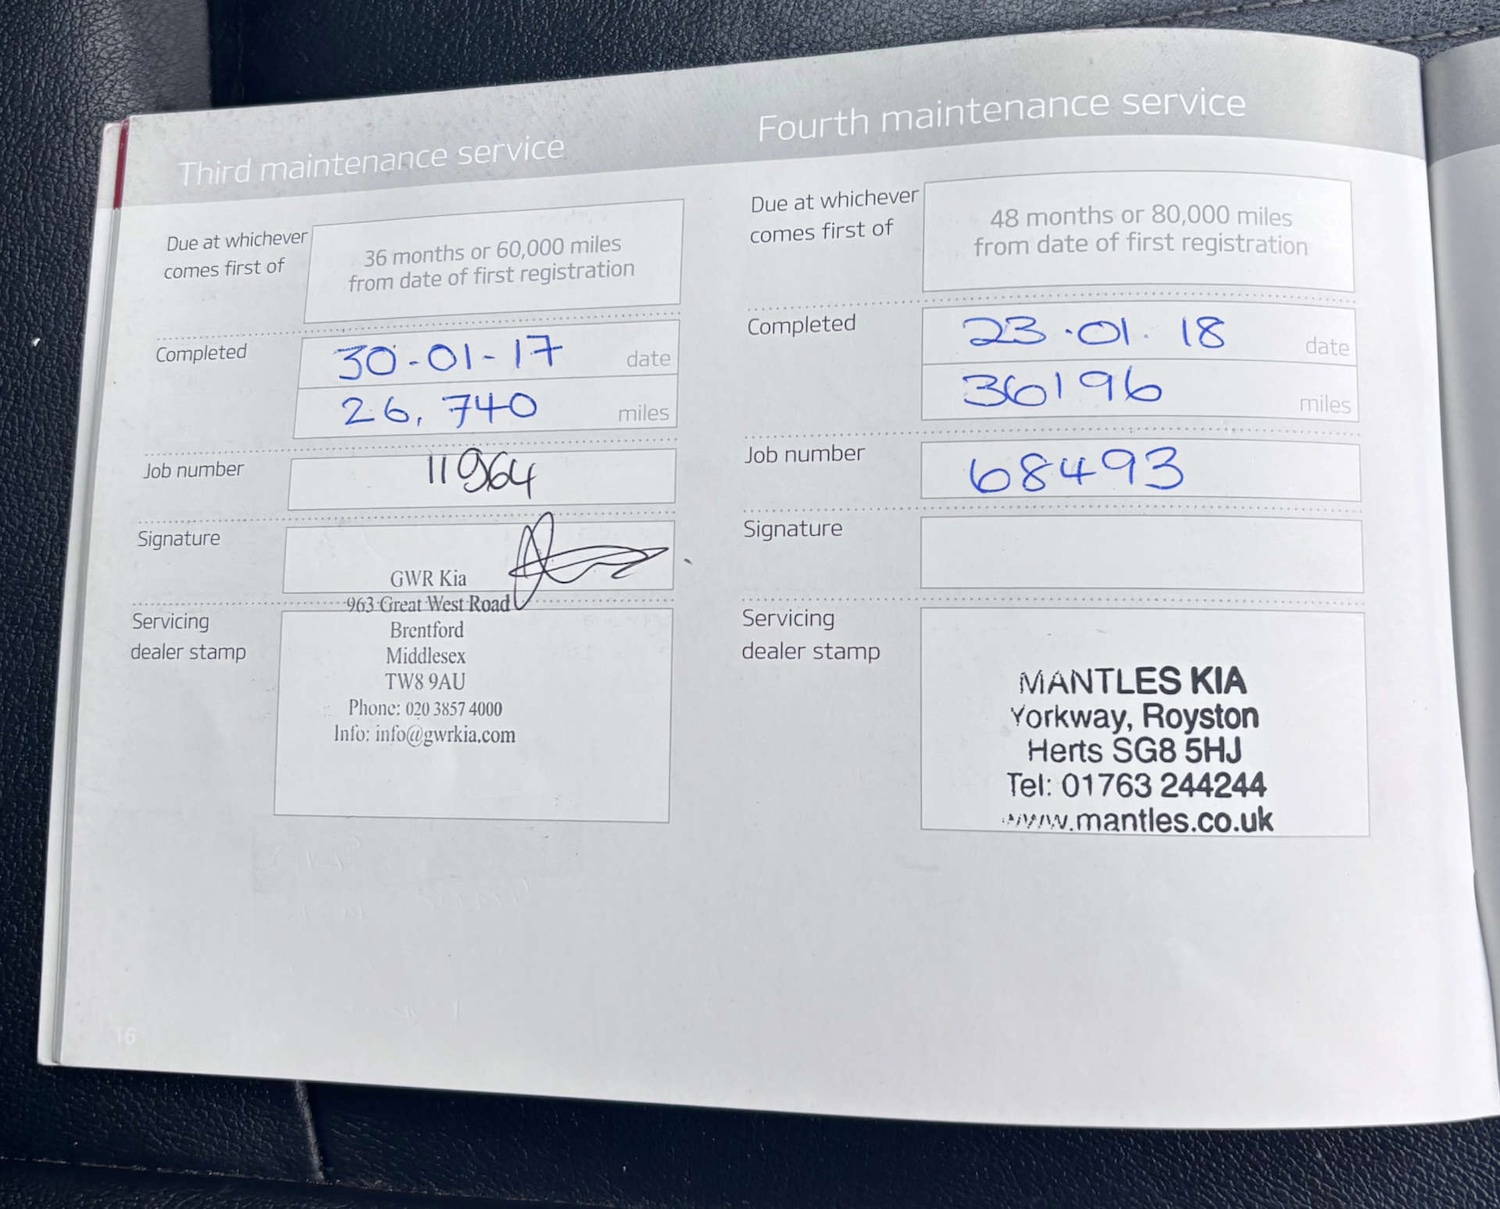 Third maintenance service
Due at whichever
comes first of
36 months or 60,000 miles
from date of first registration
Completed
30-01-17 date
26,740 miles
Job number
11964
Signature
Servicing
dealer stamp
GWR Kia
963 Great West Road
Brentford
Middlesex
TW8 9AU
Phone: 020 3857 4000
Info: info@gwrkia.com
16
Fourth maintenance service
Due at whichever
comes first of
48 months or 80,000 miles
from date of first registration
Completed
23.01.18 date
36196 miles
Job number
68493
Signature
Servicing
dealer stamp
MANTLES KIA
Yorkway, Royston
Herts SG8 5HJ
Tel: 01763 244244
www.mantles.co.uk